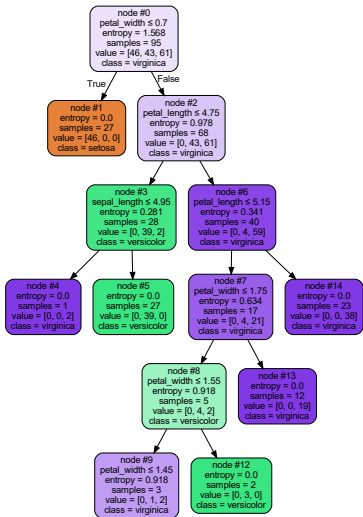 node #0
petal_width ≤ 0.7
entropy = 1.568
samples = 95
value = [46, 43, 61]
class = virginica
True
False
node #1
entropy = 0.0
samples = 27
value = [46, 0, 0]
class = setosa
node #2
petal_length ≤ 4.75
entropy = 0.978
samples = 68
value = [0, 43, 61]
class = virginica
node #3
sepal_length ≤ 4.95
entropy = 0.281
samples = 28
value = [0, 39, 2]
class = versicolor
node #6
petal_length ≤ 5.15
entropy = 0.341
samples = 40
value = [0, 4, 59]
class = virginica
node #4
entropy = 0.0
samples = 1
value = [0, 0, 2]
class = virginica
node #5
entropy = 0.0
samples = 27
value = [0, 39, 0]
class = versicolor
node #7
petal_width ≤ 1.75
entropy = 0.634
samples = 17
value = [0, 4, 21]
class = virginica
node #14
entropy = 0.0
samples = 23
value = [0, 0, 38]
class = virginica
node #8
petal_width ≤ 1.55
entropy = 0.918
samples = 5
value = [0, 4, 2]
class = versicolor
node #13
entropy = 0.0
samples = 12
value = [0, 0, 19]
class = virginica
node #9
petal_width ≤ 1.45
entropy = 0.918
samples = 3
value = [0, 1, 2]
class = virginica
node #12
entropy = 0.0
samples = 2
value = [0, 3, 0]
class = versicolor